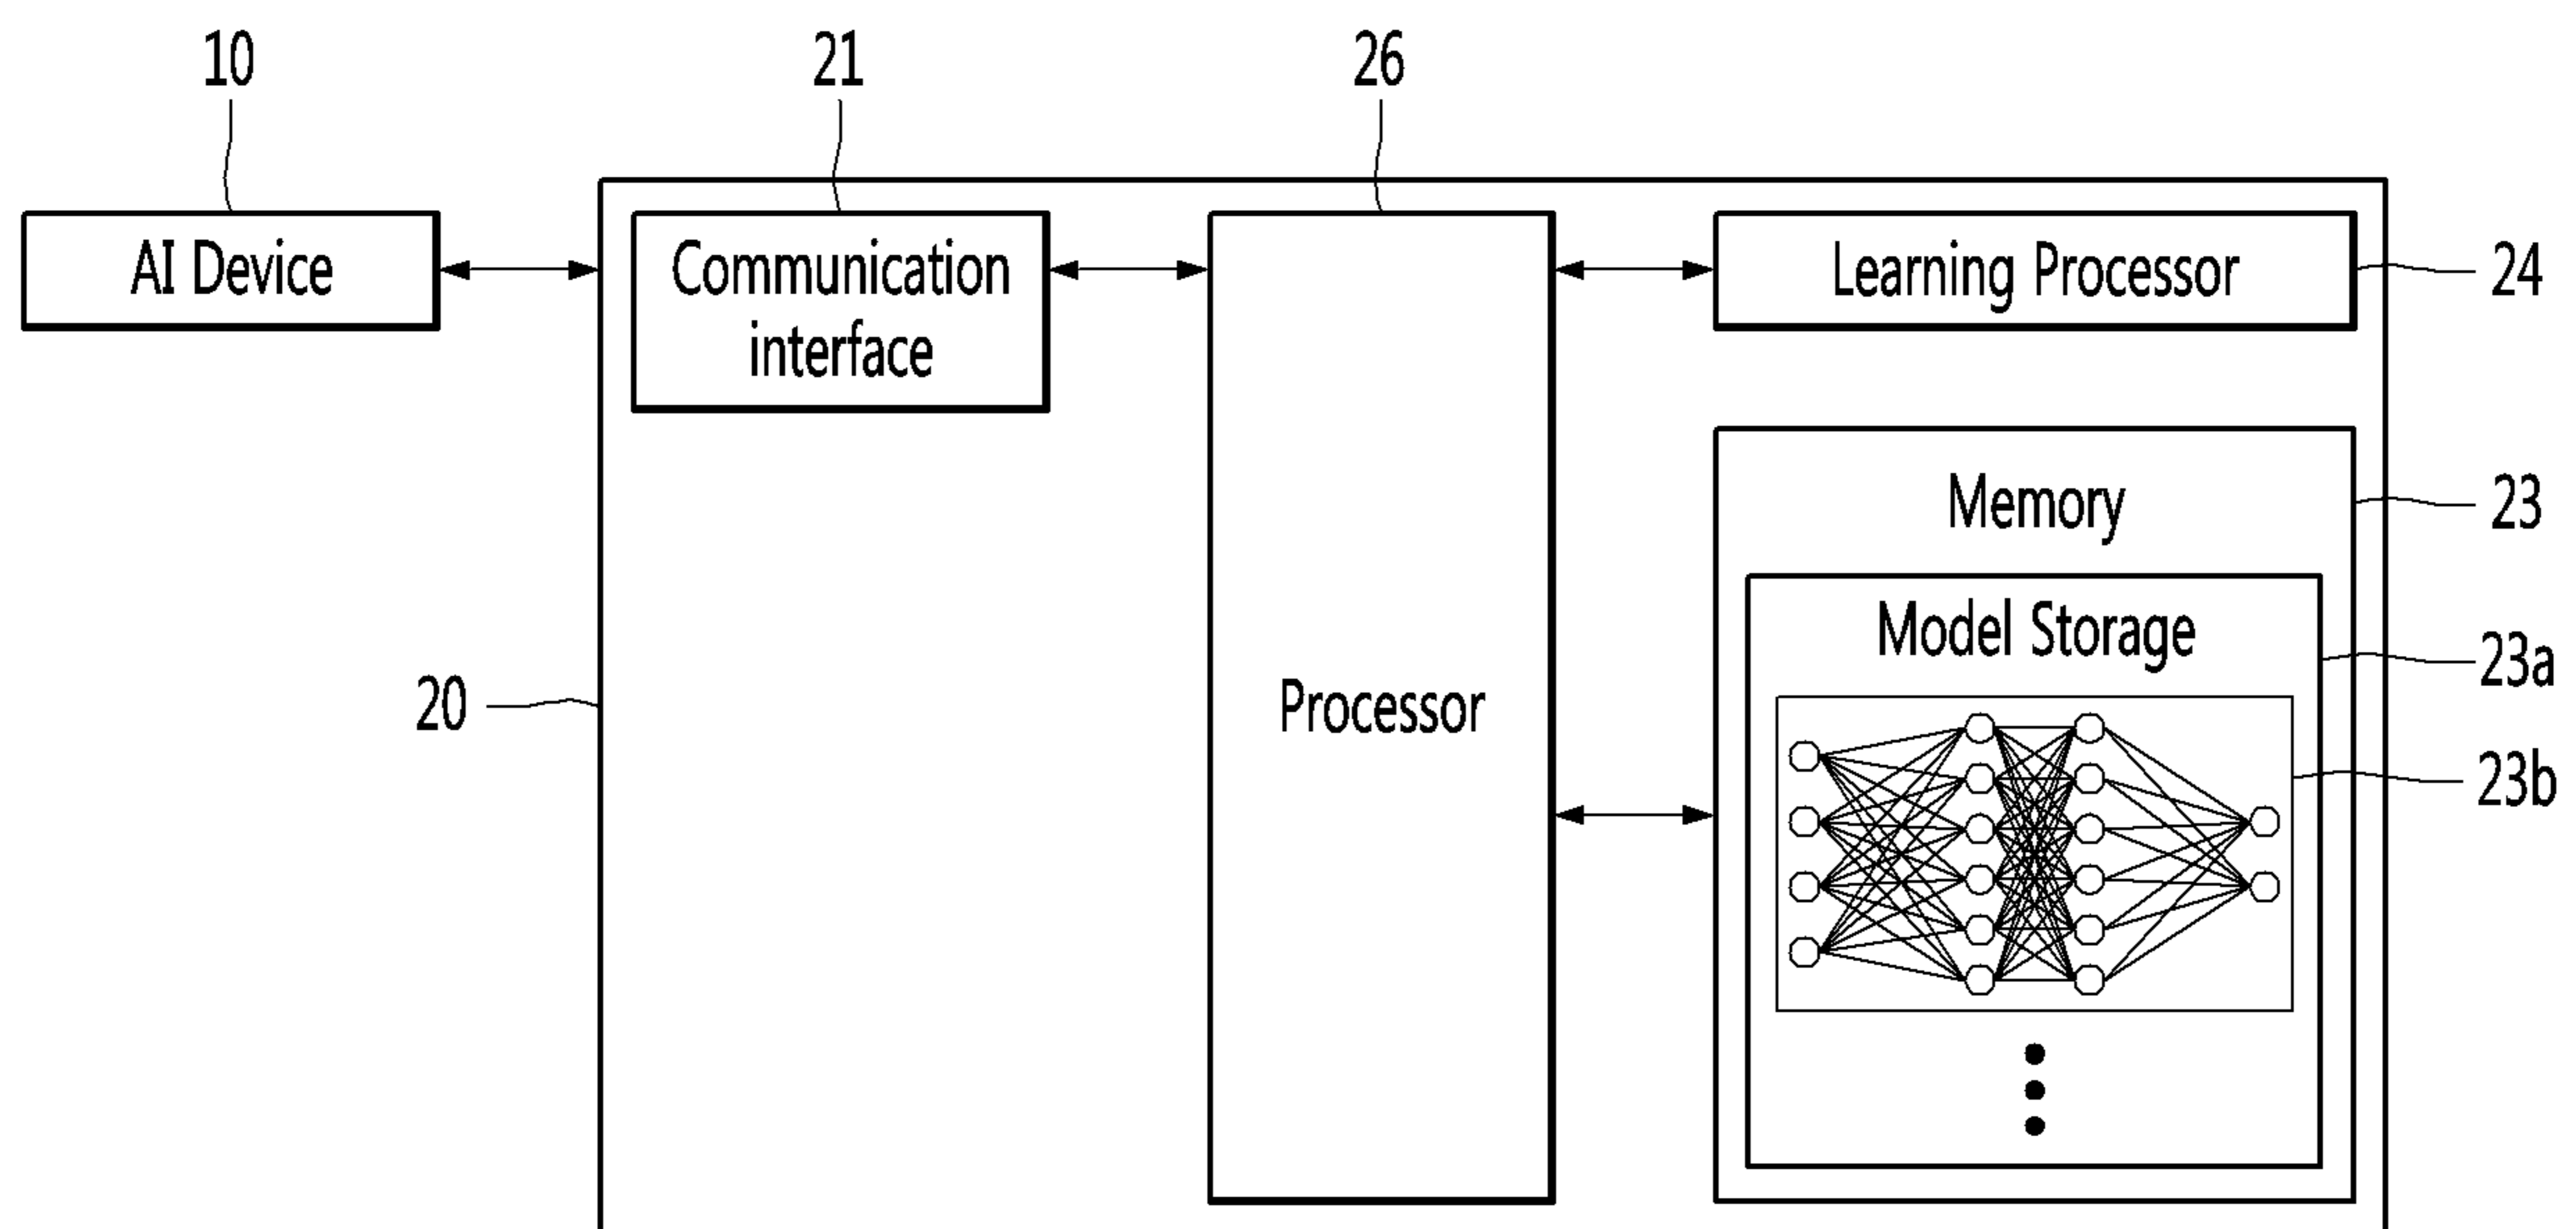 10
21
26
AI Device
Communication
interface
Learning Processor
24
Memory
23
Model Storage
23a
20
Processor
23b